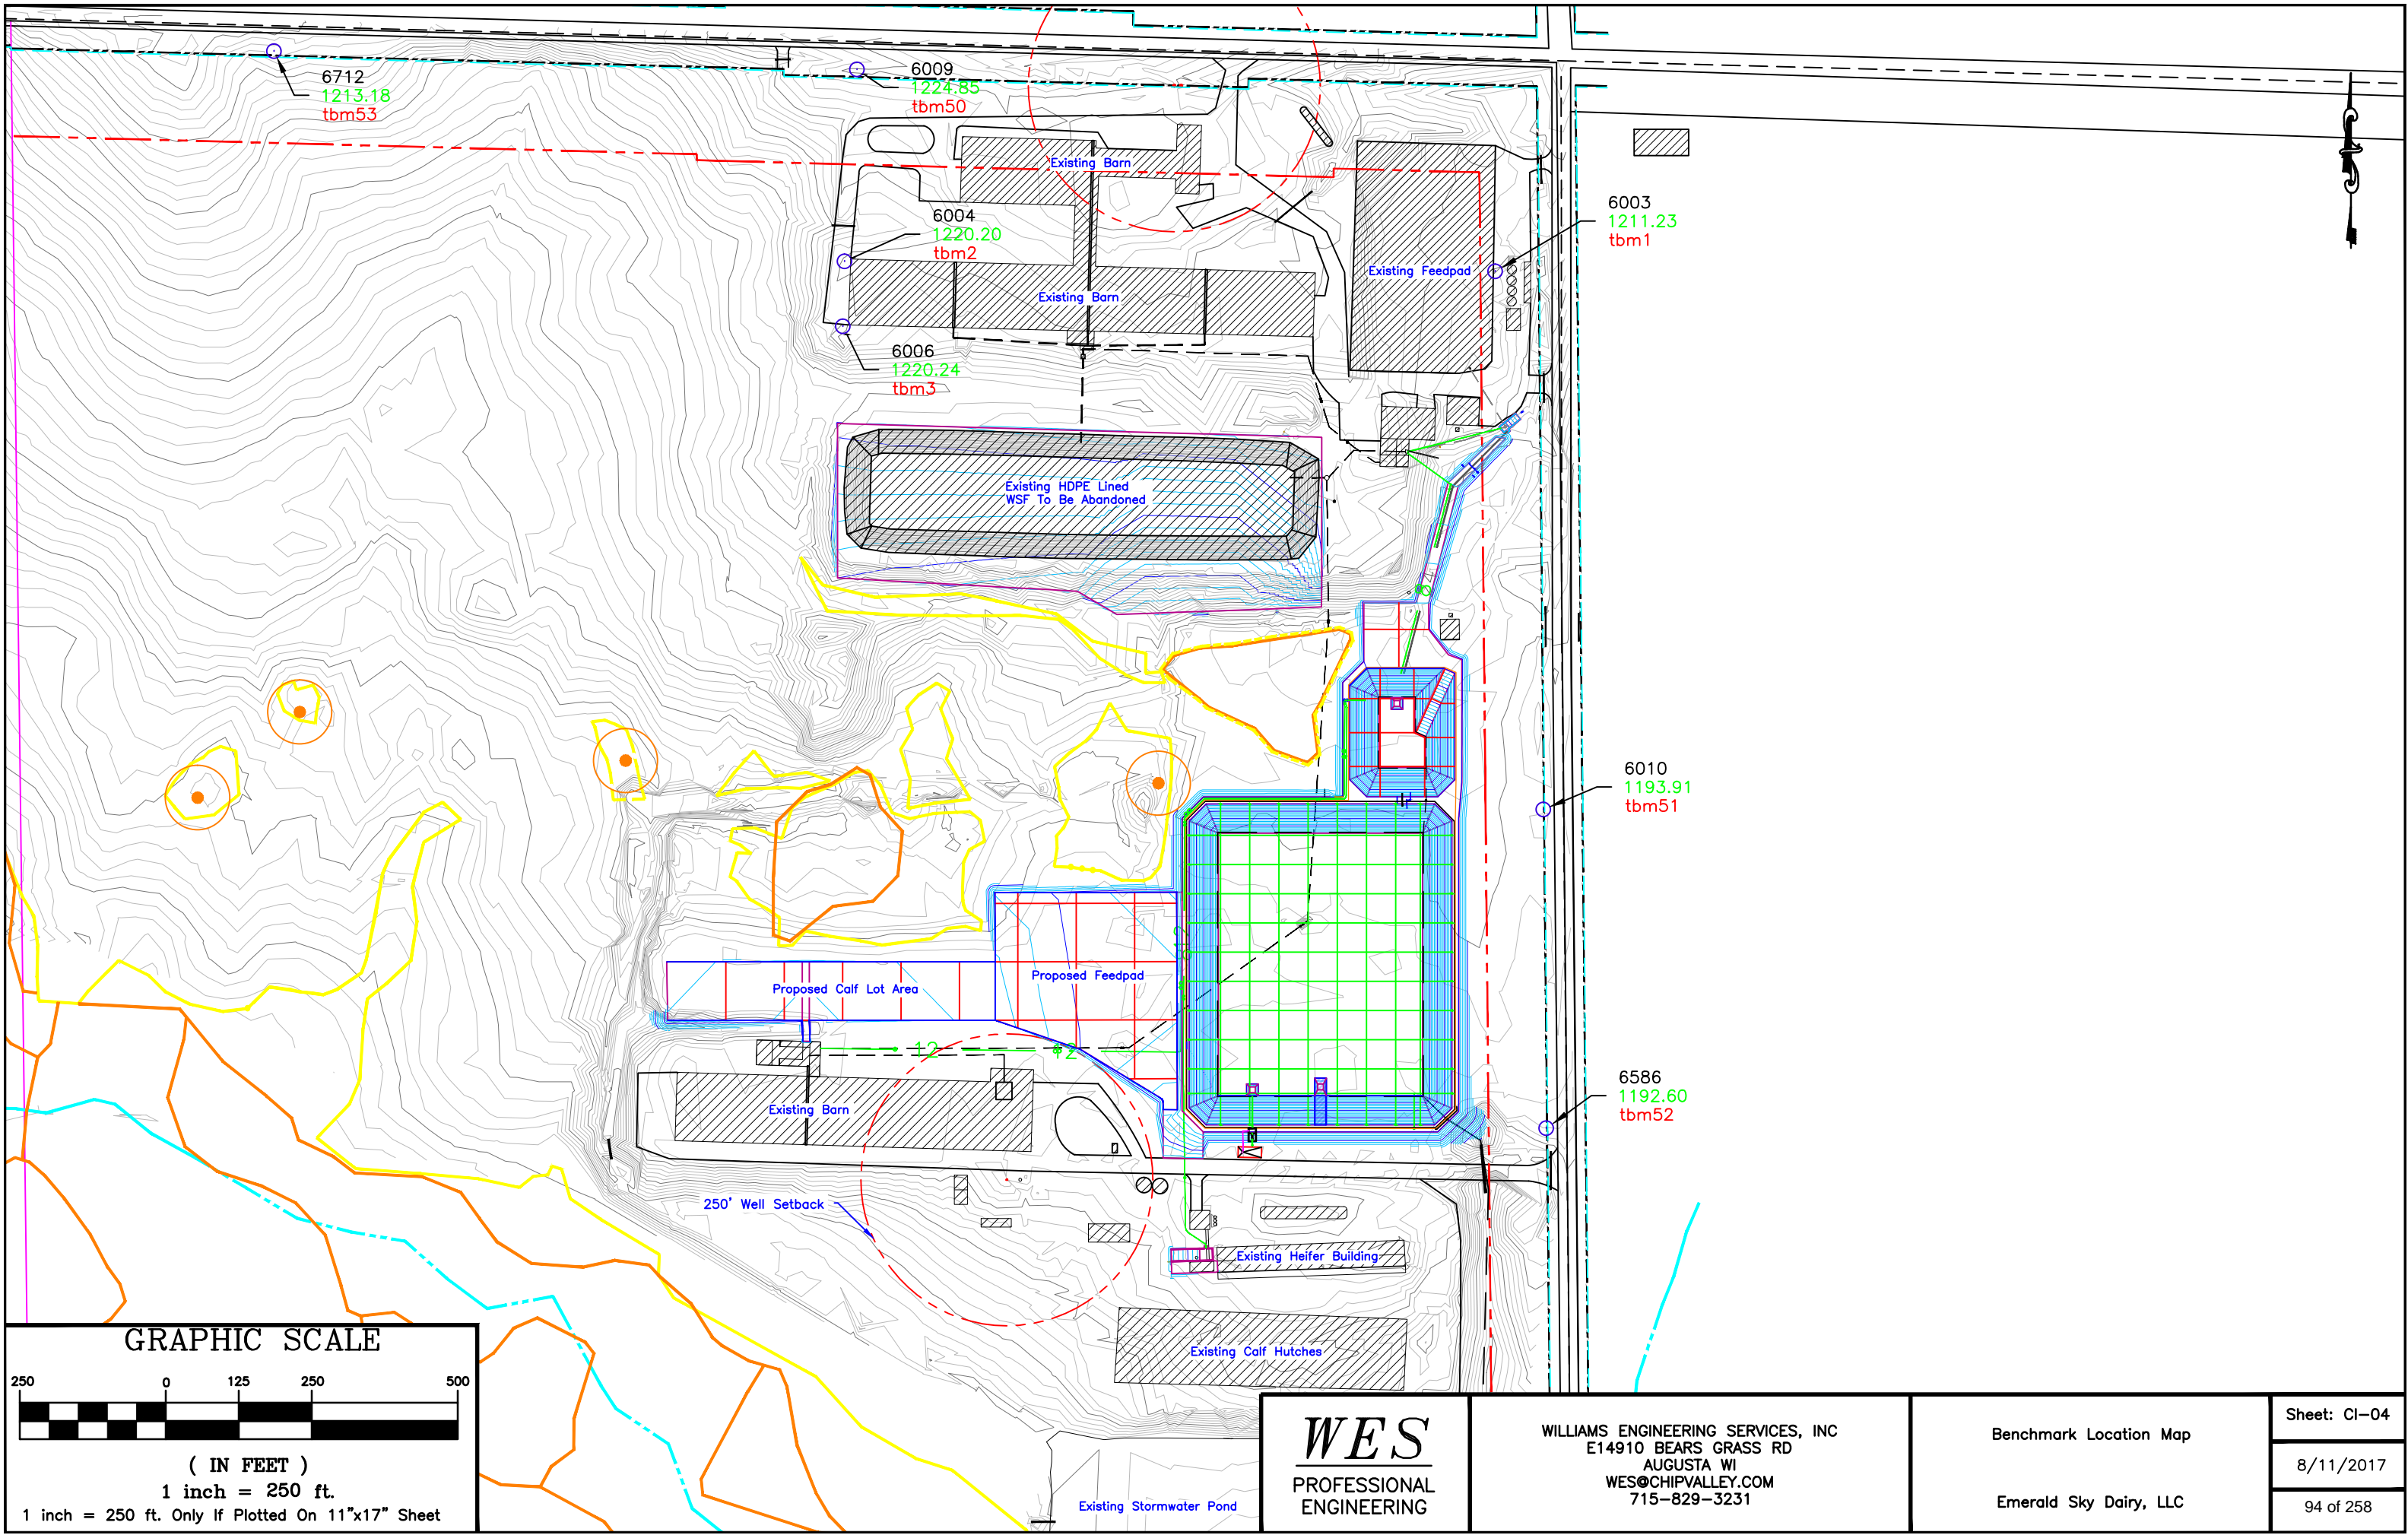 6712
1213.18
tbm53
6009
1224.85
tbm50
Existing Barn
6004
1220.20
tbm2
6003
1211.23
tbm1
Existing Feedpad
Existing Barn
6006
1220.24
tbm3
Existing HDPE Lined
WSF To Be Abandoned
6010
1193.91
tbm51
Proposed Feedpad
Proposed Calf Lot Area
12
12
6586
1192.60
tbm52
Existing Barn
250' Well Setback
Existing Heifer Building
Existing Calf Hutches
Existing Stormwater Pond
GRAPHIC SCALE
250 0 125 250 500
( IN FEET )
1 inch = 250 ft.
1 inch = 250 ft. Only If Plotted On 11"x17" Sheet
WES
PROFESSIONAL
ENGINEERING
WILLIAMS ENGINEERING SERVICES, INC
E14910 BEARS GRASS RD
AUGUSTA WI
WES@CHIPVALLEY.COM
715-829-3231
Benchmark Location Map
Emerald Sky Dairy, LLC
Sheet: CI-04
8/11/2017
94 of 258